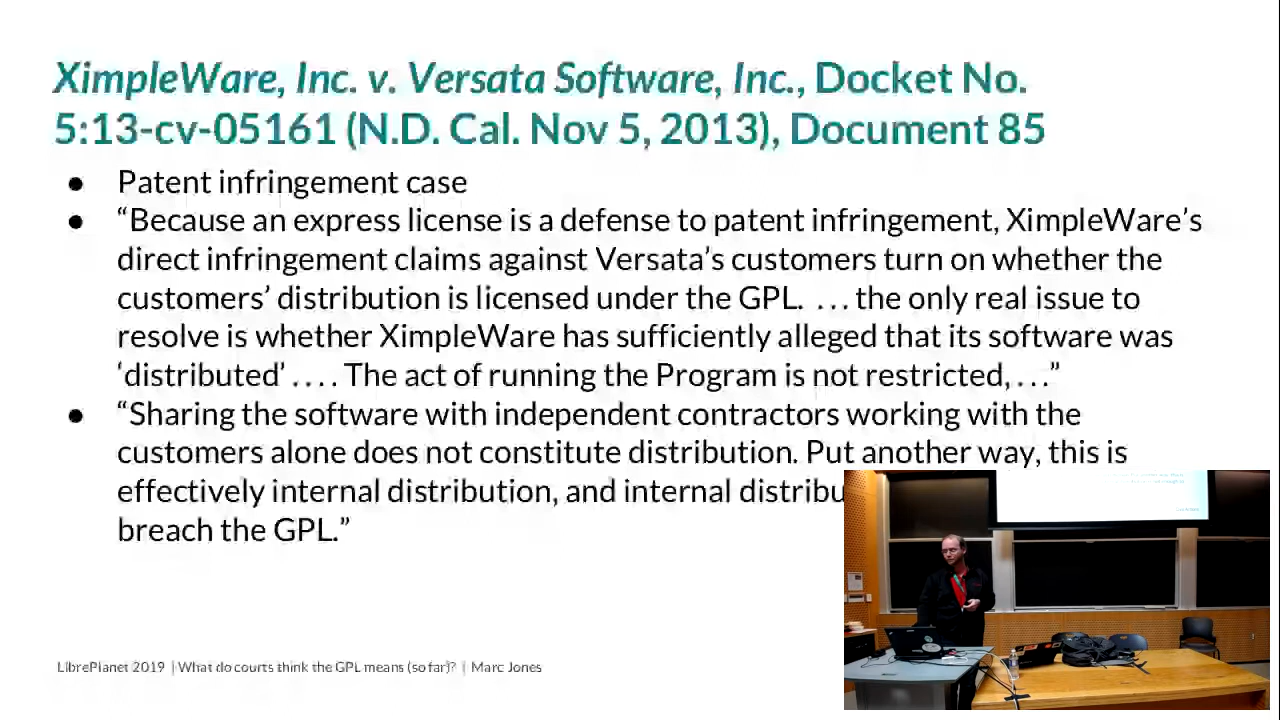 XimpleWare, Inc. v. Versata Software, Inc., Docket No.
5:13-cv-05161 (N.D. Cal. Nov 5, 2013), Document 85
● Patent infringement case
● “Because an express license is a defense to patent infringement, XimpleWare’s
direct infringement claims against Versata’s customers turn on whether the
customers’ distribution is licensed under the GPL. . . . the only real issue to
resolve is whether XimpleWare has sufficiently alleged that its software was
‘distributed’ . . . . The act of running the Program is not restricted, . . .”
● “Sharing the software with independent contractors working with the
customers alone does not constitute distribution. Put another way, this is
effectively internal distribution, and internal distribu
breach the GPL.”
LibrePlanet 2019 | What do courts think the GPL means (so far)? | Marc Jones